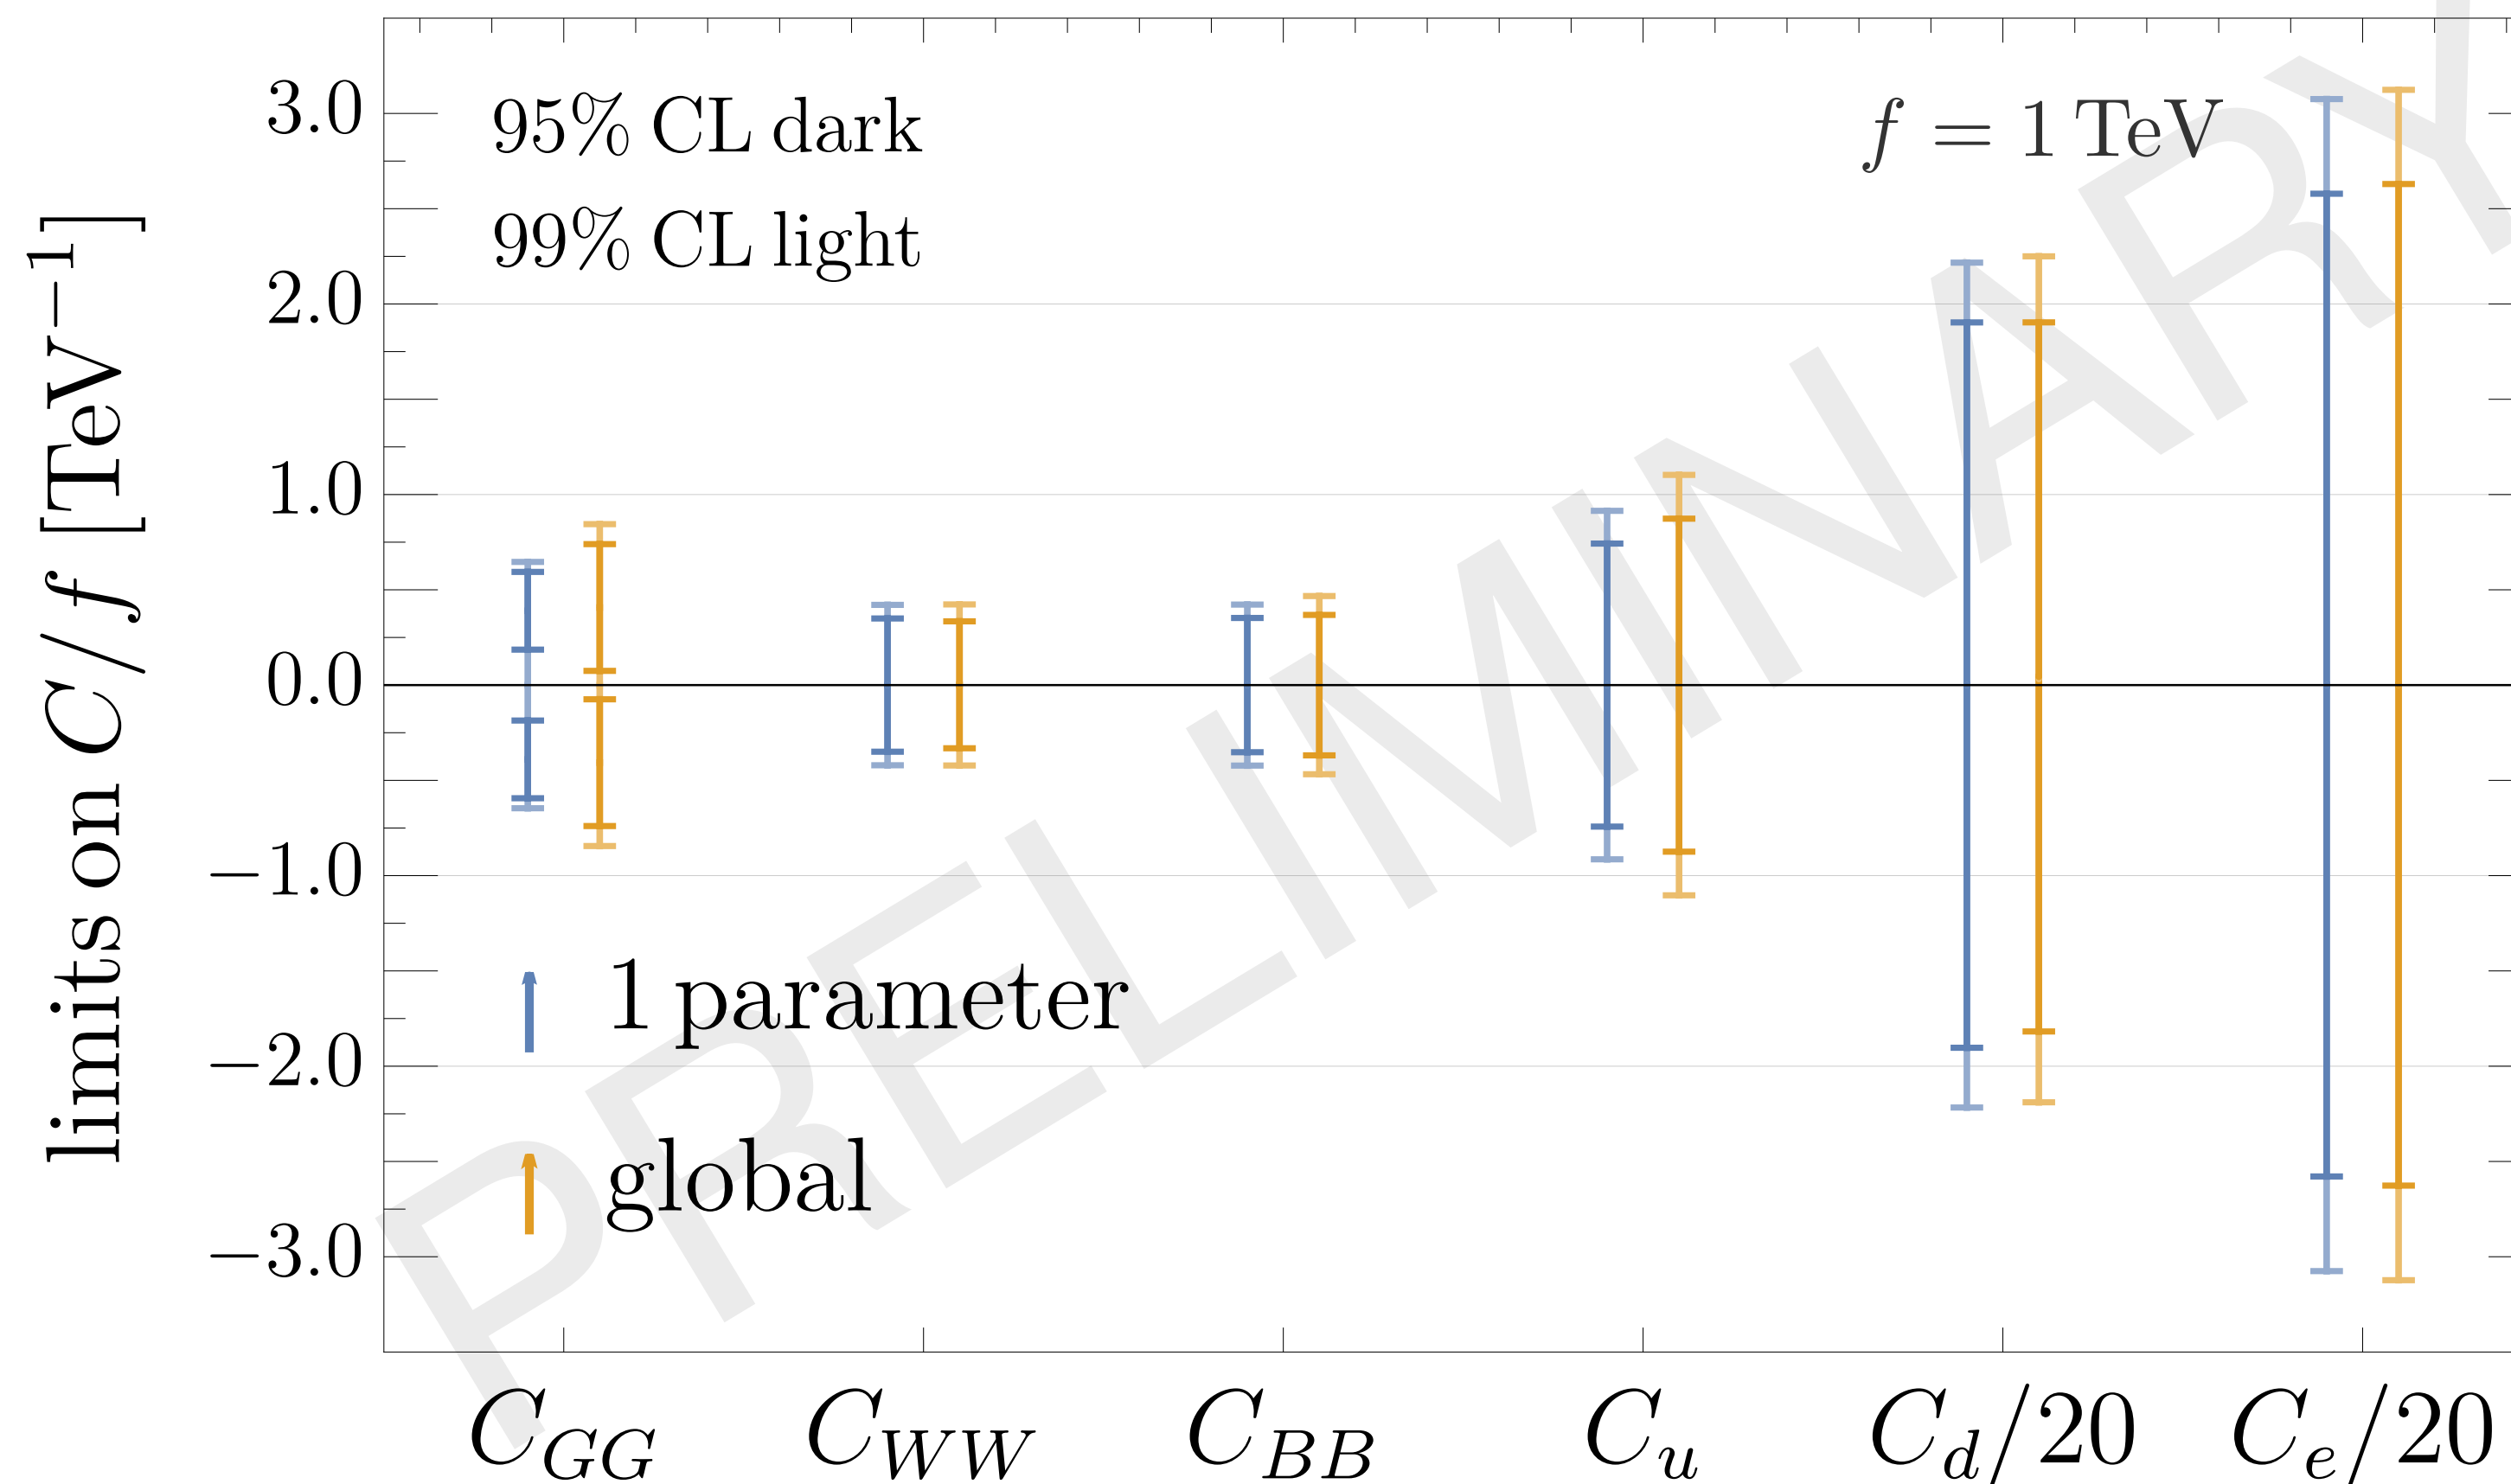 95% CL dark
99% CL light
f = 1 TeV
limits on C/f [TeV⁻¹]
3.0
2.0
1.0
0.0
−1.0
−2.0
−3.0
1 parameter
global
C_GG
C_WW
C_BB
C_u
C_d/20
C_e/20
PRELIMINARY